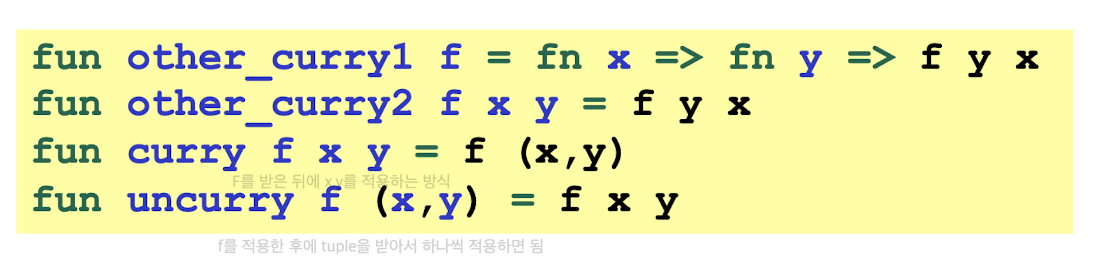 fun other_curry1 f = fn x => fn y => f y x
fun other_curry2 f x y = f y x
fun curry f x y = f (x,y)
F를 받은 뒤에 x y를 적용하는 방식
fun uncurry f (x,y) = f x y
f를 적용한 후에 tuple을 받아서 하나씩 적용하면 됨